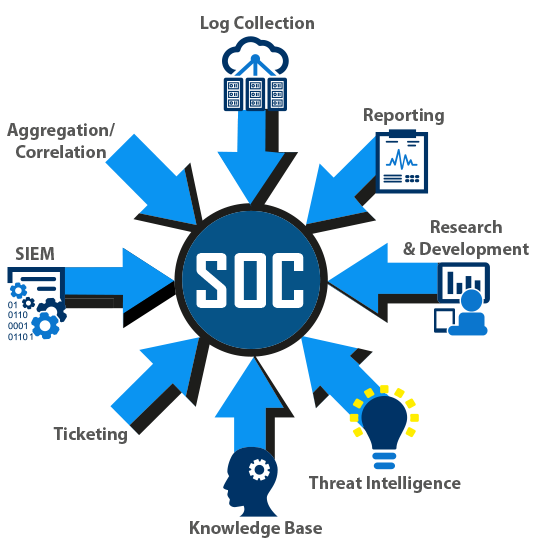 Log Collection
Reporting
Aggregation/
Correlation
Research
& Development
SIEM
SOC
01
0110
0001
01101
Ticketing
Threat Intelligence
Knowledge Base